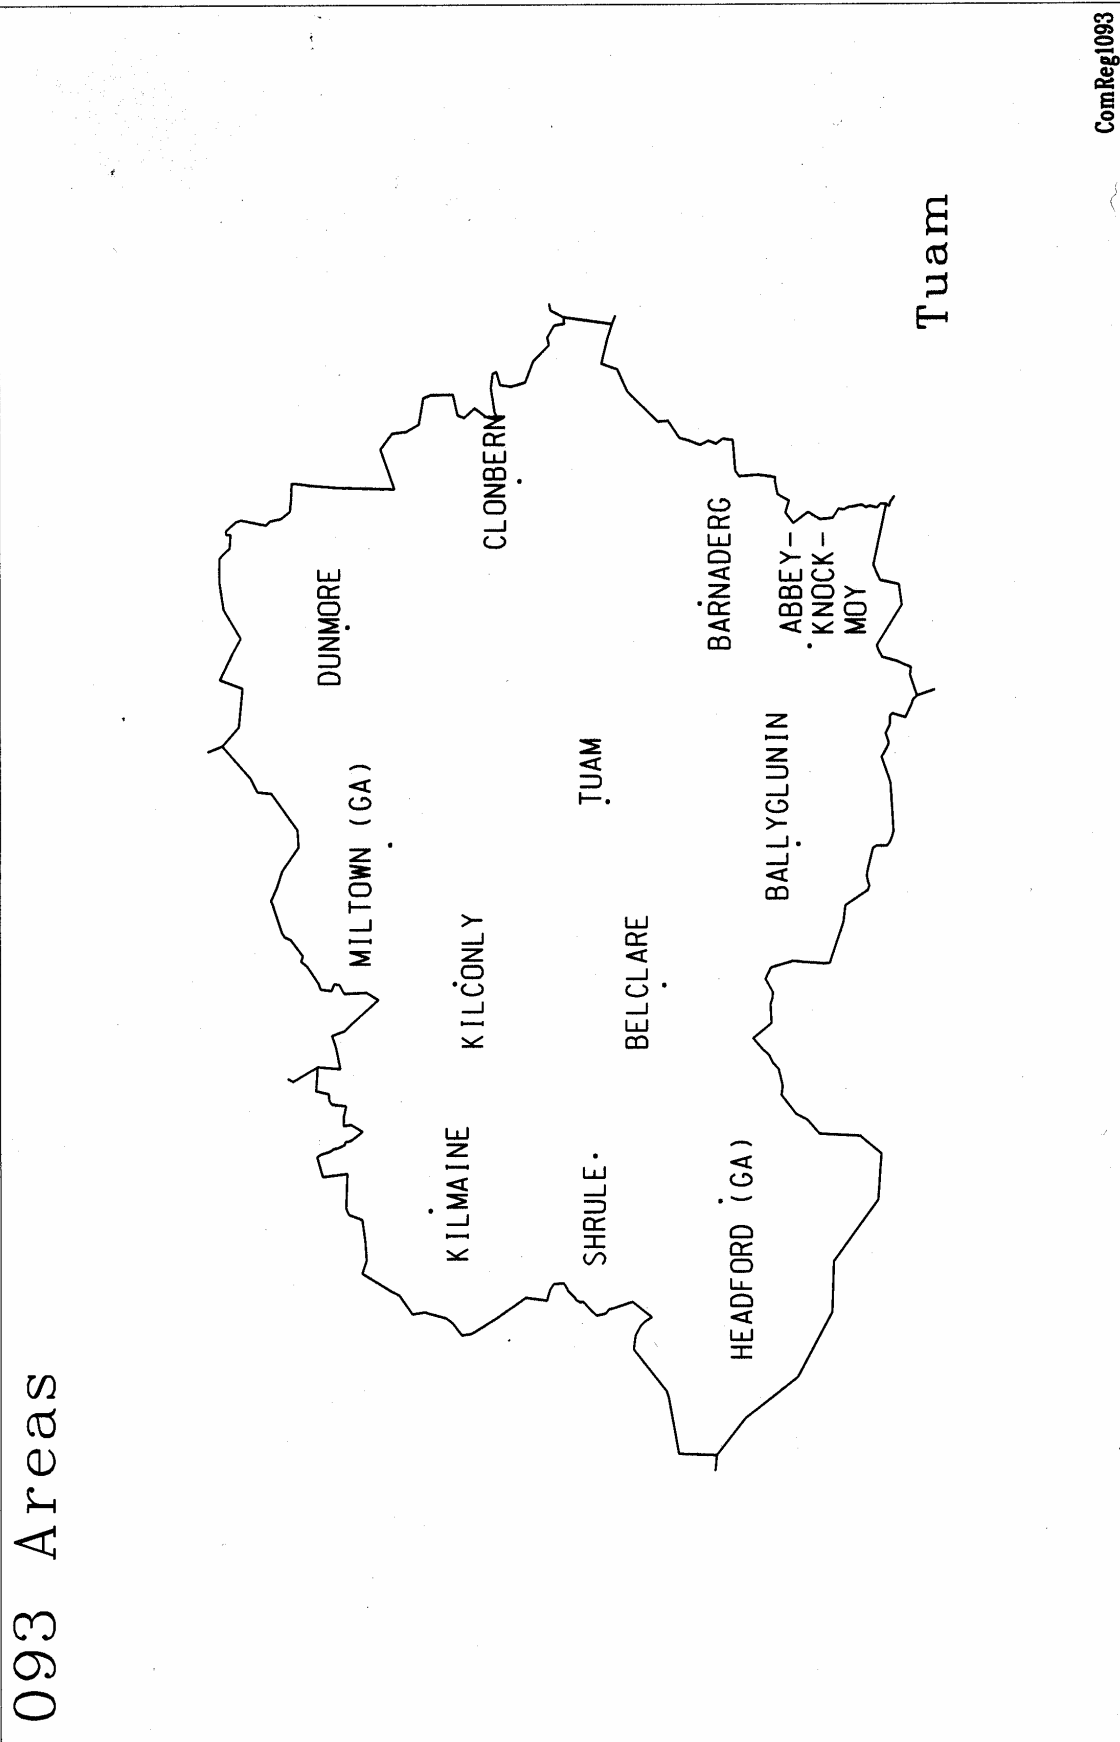 093 Areas
DUNMORE
MILTOWN (GA)
CLONBERN
KILCONLY
KILMAINE
TUAM
SHRULE
BELCLARE
BARNADERG
HEADFORD (GA)
BALLYGLUNIN
ABBEY-
KNOCK-
MOY
Tuam
ComReg1093